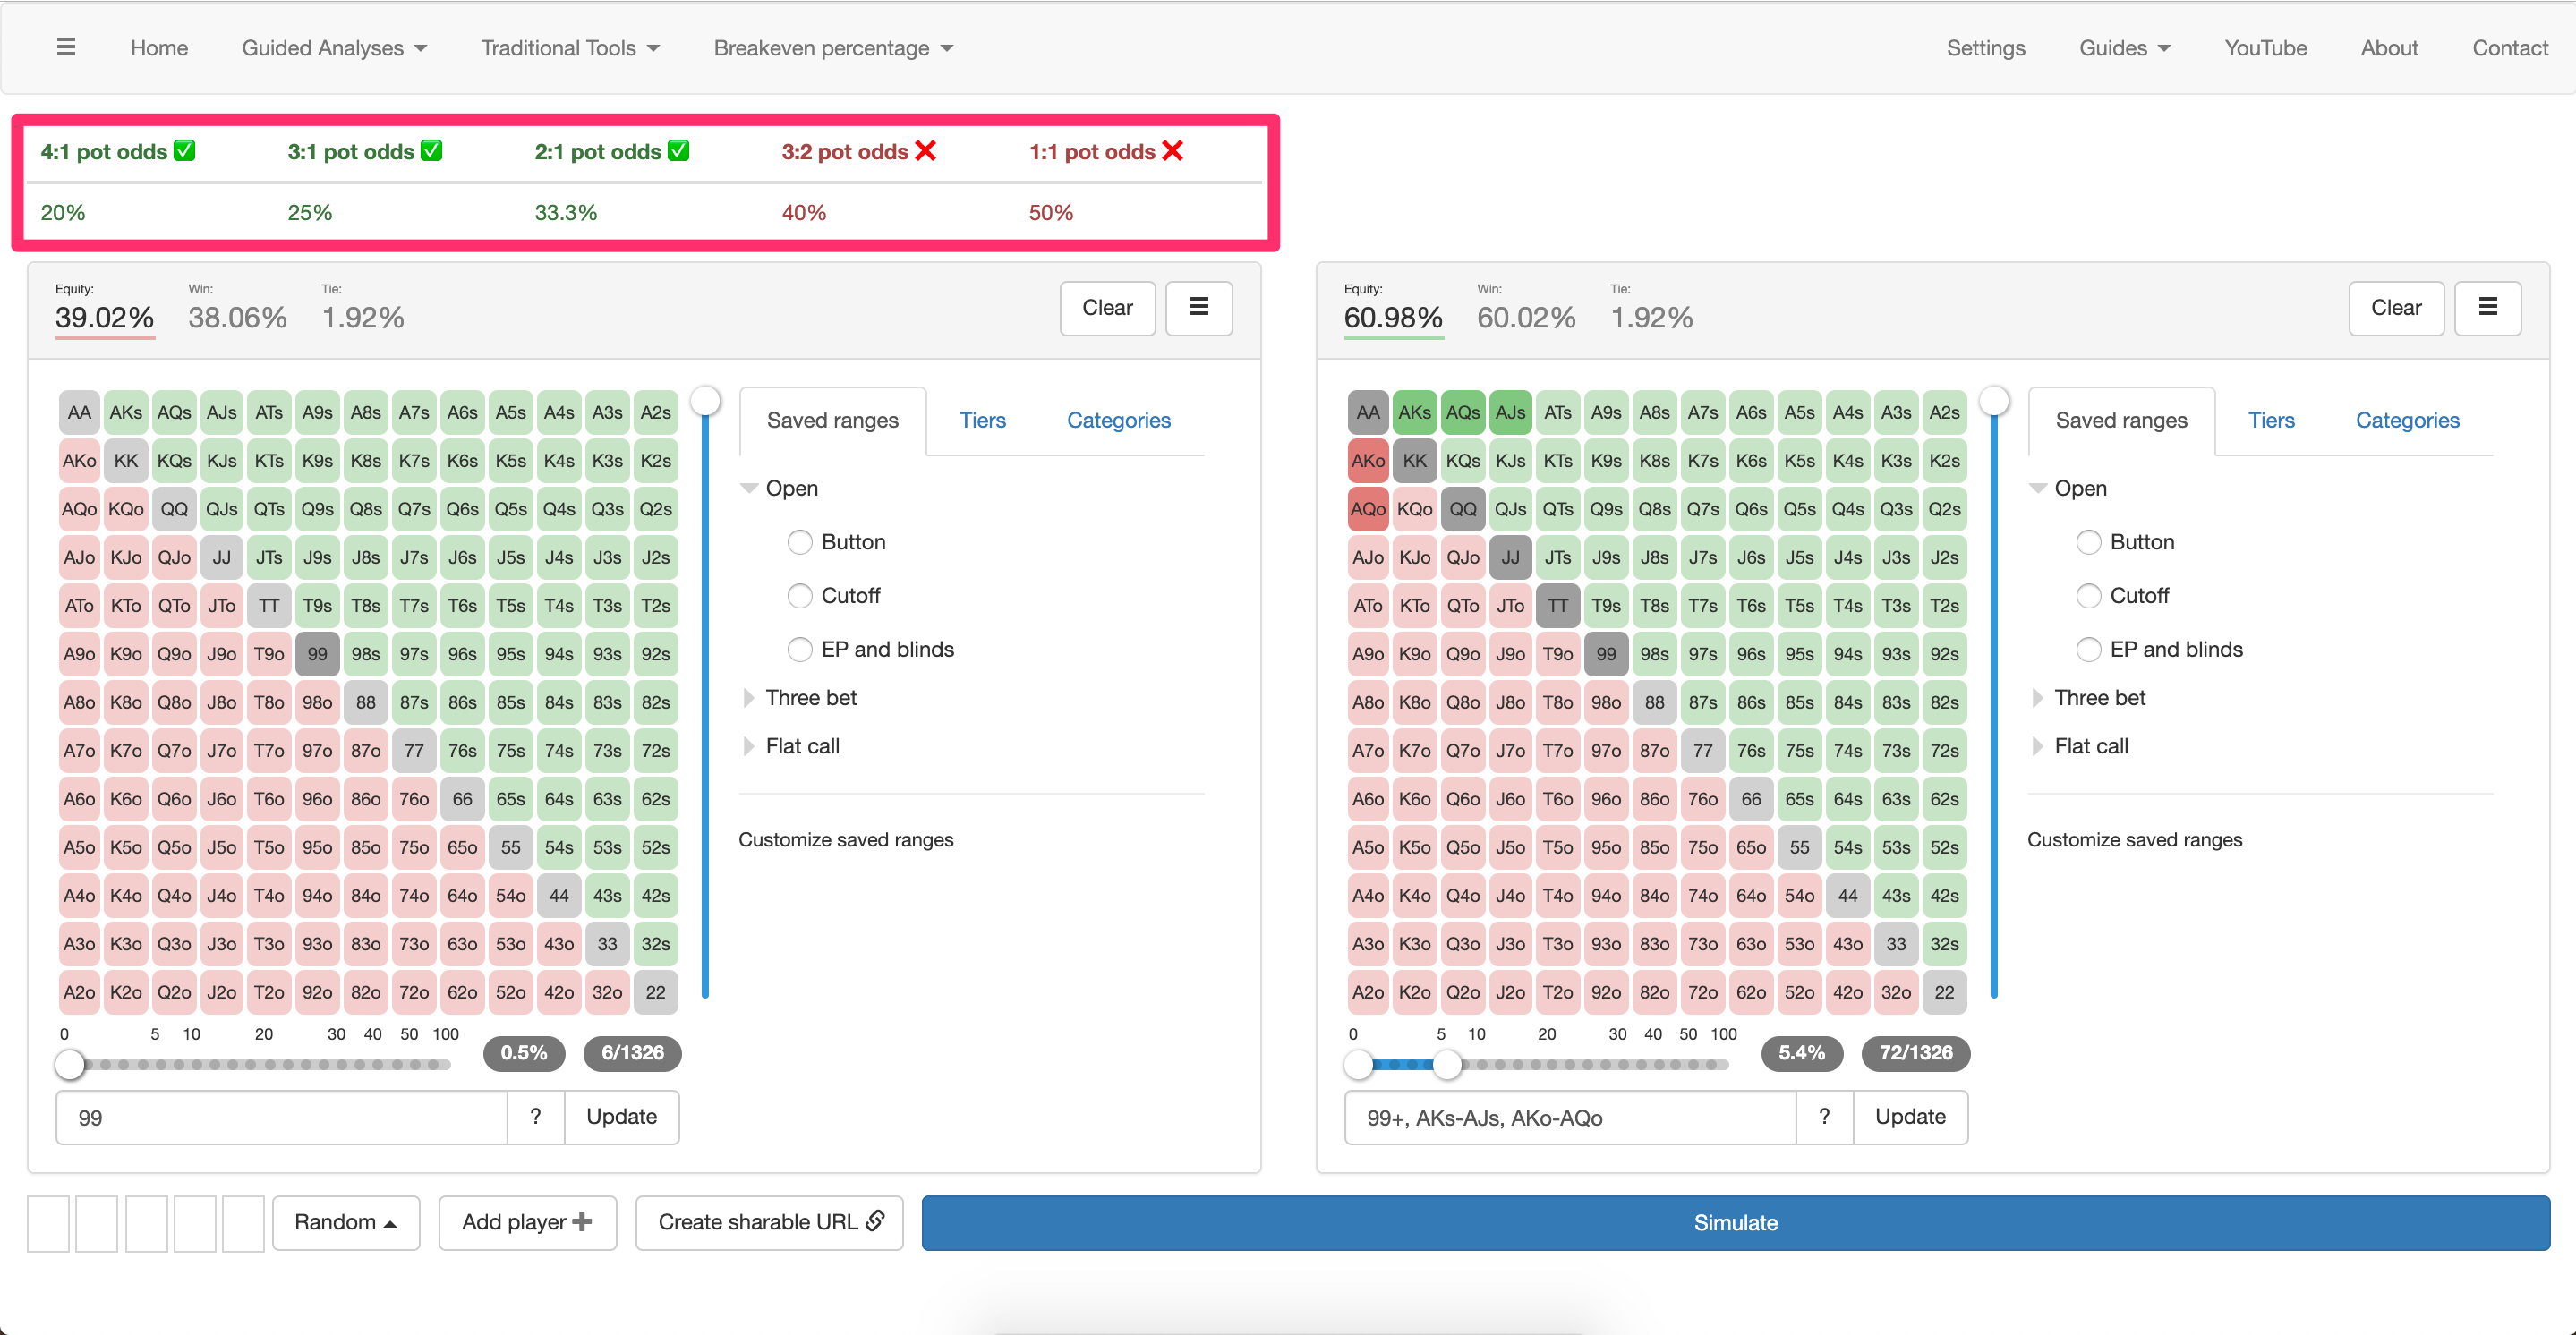 ☰ Home Guided Analyses Traditional Tools Breakeven percentage Settings Guides YouTube About Contact
4:1 pot odds ✅ 3:1 pot odds ✅ 2:1 pot odds ✅ 3:2 pot odds ❌ 1:1 pot odds ❌
20% 25% 33.3% 40% 50%
Equity: Win: Tie:
39.02% 38.06% 1.92%
Clear
AA AKs AQs AJs ATs A9s A8s A7s A6s A5s A4s A3s A2s
AKo KK KQs KJs KTs K9s K8s K7s K6s K5s K4s K3s K2s
AQo KQo QQ QJs QTs Q9s Q8s Q7s Q6s Q5s Q4s Q3s Q2s
AJo KJo QJo JJ JTs J9s J8s J7s J6s J5s J4s J3s J2s
ATo KTo QTo JTo TT T9s T8s T7s T6s T5s T4s T3s T2s
A9o K9o Q9o J9o T9o 99 98s 97s 96s 95s 94s 93s 92s
A8o K8o Q8o J8o T8o 98o 88 87s 86s 85s 84s 83s 82s
A7o K7o Q7o J7o T7o 97o 87o 77 76s 75s 74s 73s 72s
A6o K6o Q6o J6o T6o 96o 86o 76o 66 65s 64s 63s 62s
A5o K5o Q5o J5o T5o 95o 85o 75o 65o 55 54s 53s 52s
A4o K4o Q4o J4o T4o 94o 84o 74o 64o 54o 44 43s 42s
A3o K3o Q3o J3o T3o 93o 83o 73o 63o 53o 43o 33 32s
A2o K2o Q2o J2o T2o 92o 82o 72o 62o 52o 42o 32o 22
0 5 10 20 30 40 50 100
0.5% 6/1326
99 ? Update
Saved ranges Tiers Categories
Open
Button
Cutoff
EP and blinds
Three bet
Flat call
Customize saved ranges
Equity: Win: Tie:
60.98% 60.02% 1.92%
Clear
AA AKs AQs AJs ATs A9s A8s A7s A6s A5s A4s A3s A2s
AKo KK KQs KJs KTs K9s K8s K7s K6s K5s K4s K3s K2s
AQo KQo QQ QJs QTs Q9s Q8s Q7s Q6s Q5s Q4s Q3s Q2s
AJo KJo QJo JJ JTs J9s J8s J7s J6s J5s J4s J3s J2s
ATo KTo QTo JTo TT T9s T8s T7s T6s T5s T4s T3s T2s
A9o K9o Q9o J9o T9o 99 98s 97s 96s 95s 94s 93s 92s
A8o K8o Q8o J8o T8o 98o 88 87s 86s 85s 84s 83s 82s
A7o K7o Q7o J7o T7o 97o 87o 77 76s 75s 74s 73s 72s
A6o K6o Q6o J6o T6o 96o 86o 76o 66 65s 64s 63s 62s
A5o K5o Q5o J5o T5o 95o 85o 75o 65o 55 54s 53s 52s
A4o K4o Q4o J4o T4o 94o 84o 74o 64o 54o 44 43s 42s
A3o K3o Q3o J3o T3o 93o 83o 73o 63o 53o 43o 33 32s
A2o K2o Q2o J2o T2o 92o 82o 72o 62o 52o 42o 32o 22
0 5 10 20 30 40 50 100
5.4% 72/1326
99+, AKs-AJs, AKo-AQo ? Update
Saved ranges Tiers Categories
Open
Button
Cutoff
EP and blinds
Three bet
Flat call
Customize saved ranges
Random Add player Create sharable URL Simulate